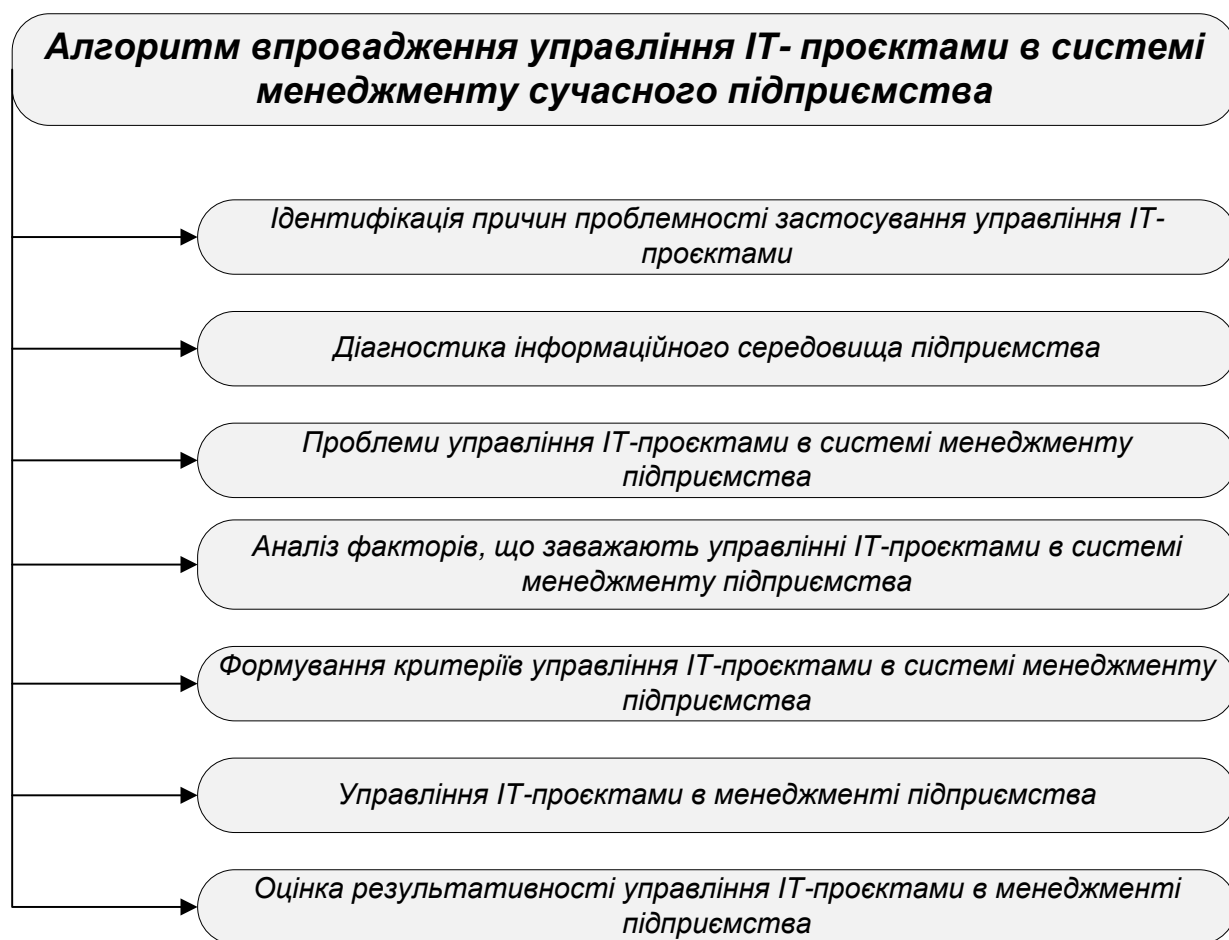 Алгоритм впровадження управління ІТ- проєктами в системі
менеджменту сучасного підприємства
Ідентифікація причин проблемності застосування управління ІТ-
проєктами
Діагностика інформаційного середовища підприємства
Проблеми управління ІТ-проєктами в системі менеджменту
підприємства
Аналіз факторів, що заважають управлінні ІТ-проєктами в системі
менеджменту підприємства
Формування критеріїв управління ІТ-проєктами в системі менеджменту
підприємства
Управління ІТ-проєктами в менеджменті підприємства
Оцінка результативності управління ІТ-проєктами в менеджменті
підприємства